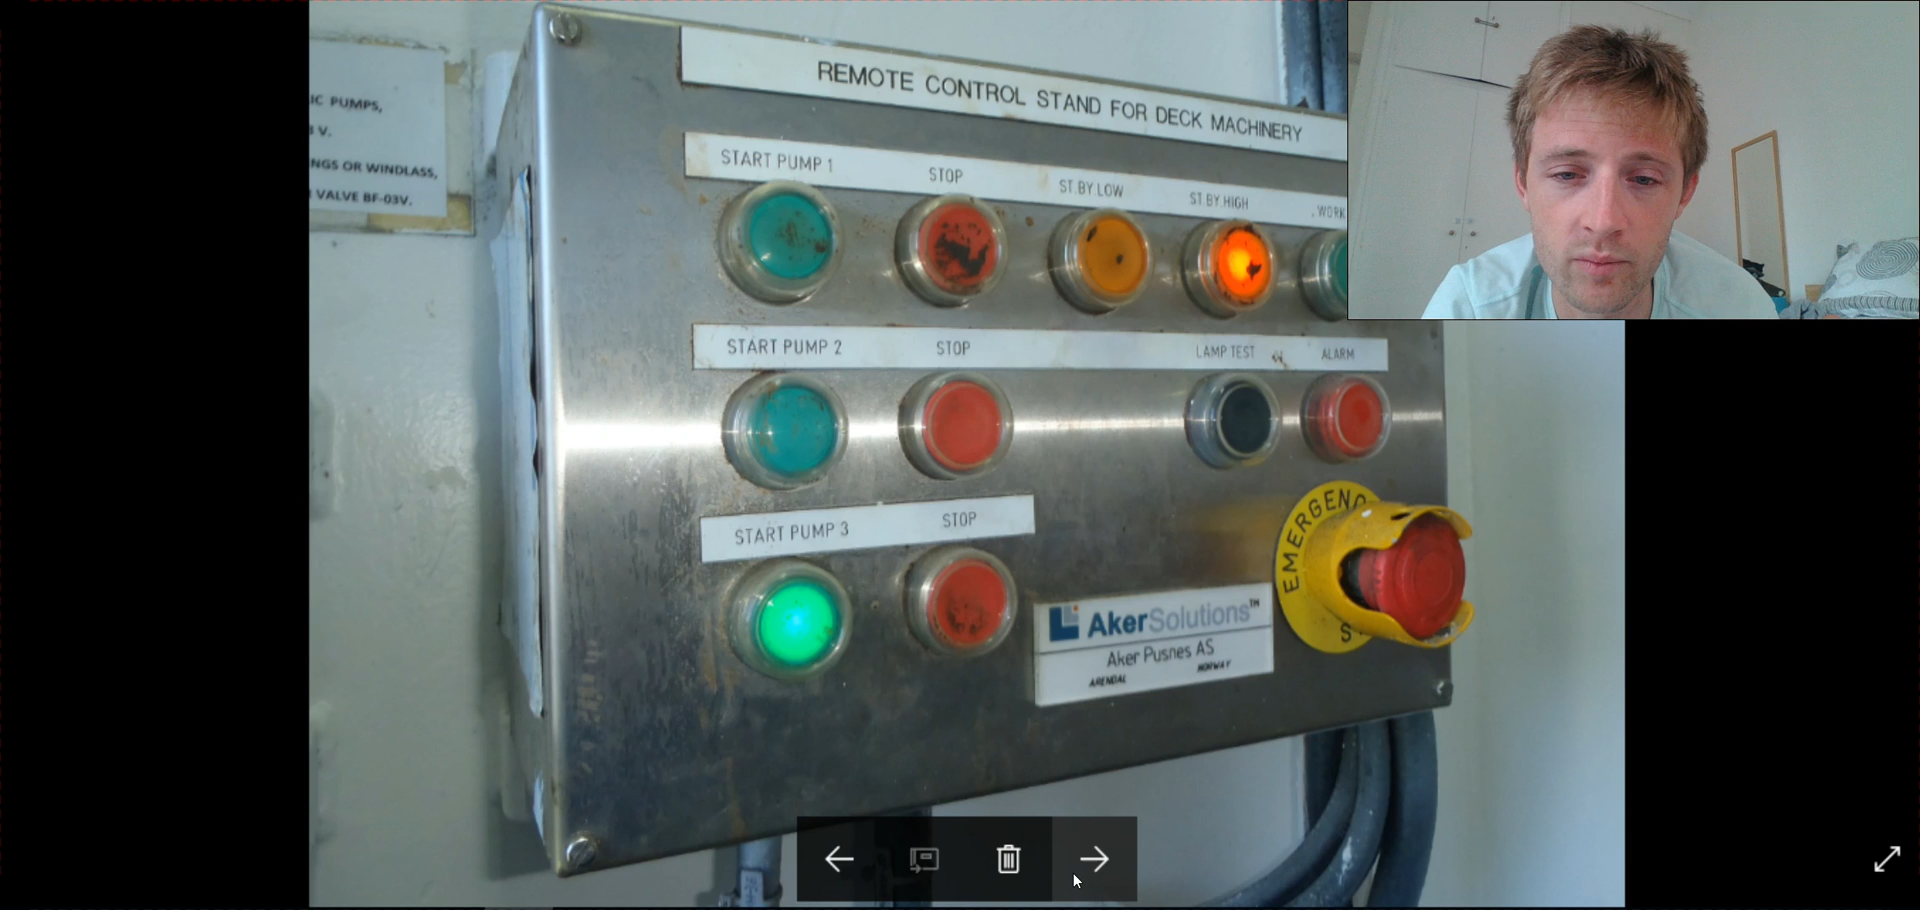 IC PUMPS,
V.
NGS OR WINDLASS,
VALVE BF-03V.
REMOTE CONTROL STAND FOR DECK MACHINERY
START PUMP 1 STOP ST.BY LOW ST.BY HIGH WORK
START PUMP 2 STOP LAMP TEST ALARM
START PUMP 3 STOP
EMERGENC
S
AkerSolutions™
Aker Pusnes AS
ARENDAL NORWAY